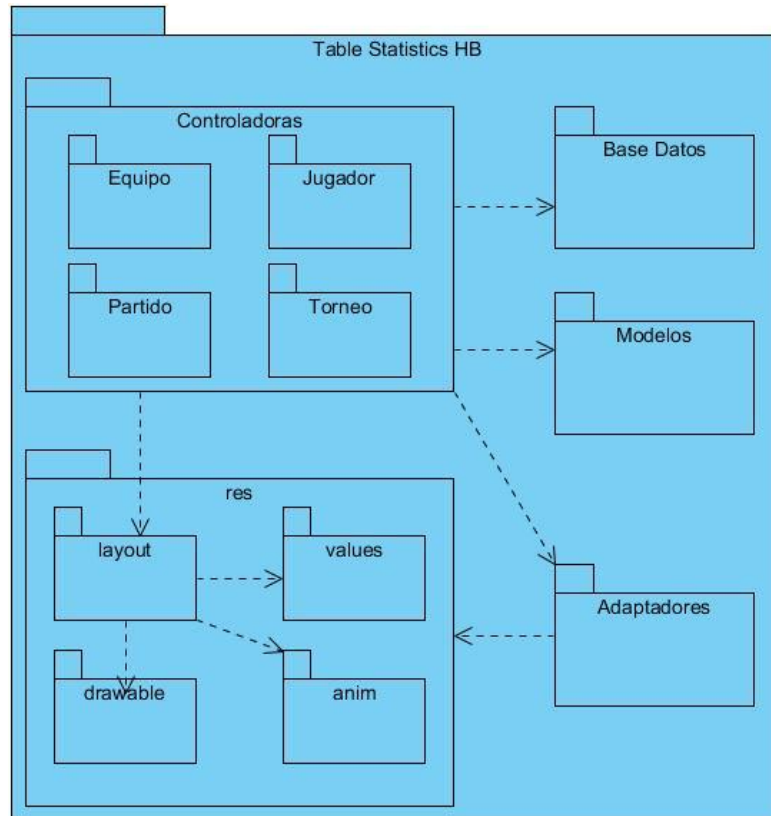 Table Statistics HB
Controladoras
Equipo
Jugador
Partido
Torneo
Base Datos
Modelos
res
layout
values
drawable
anim
Adaptadores